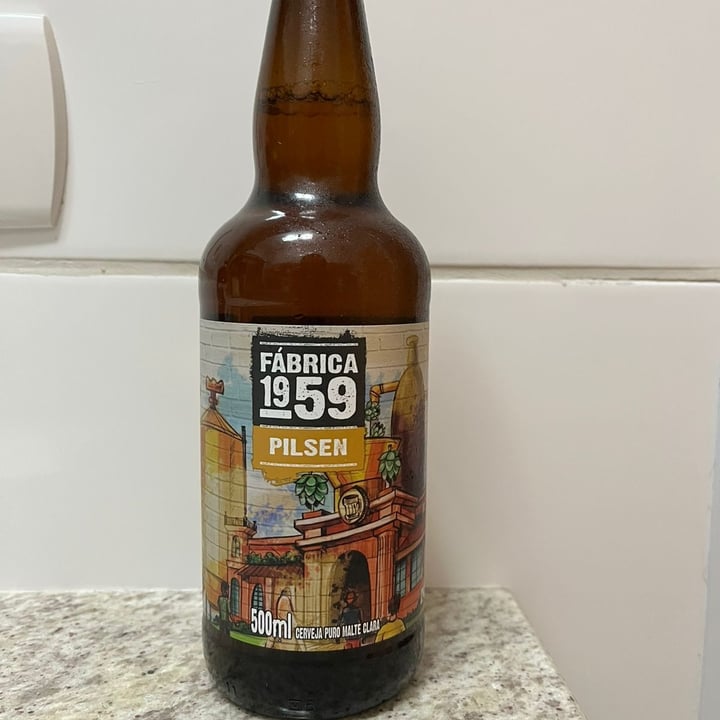 FÁBRICA
1959
PILSEN
500ml CERVEJA PURO MALTE CLARA